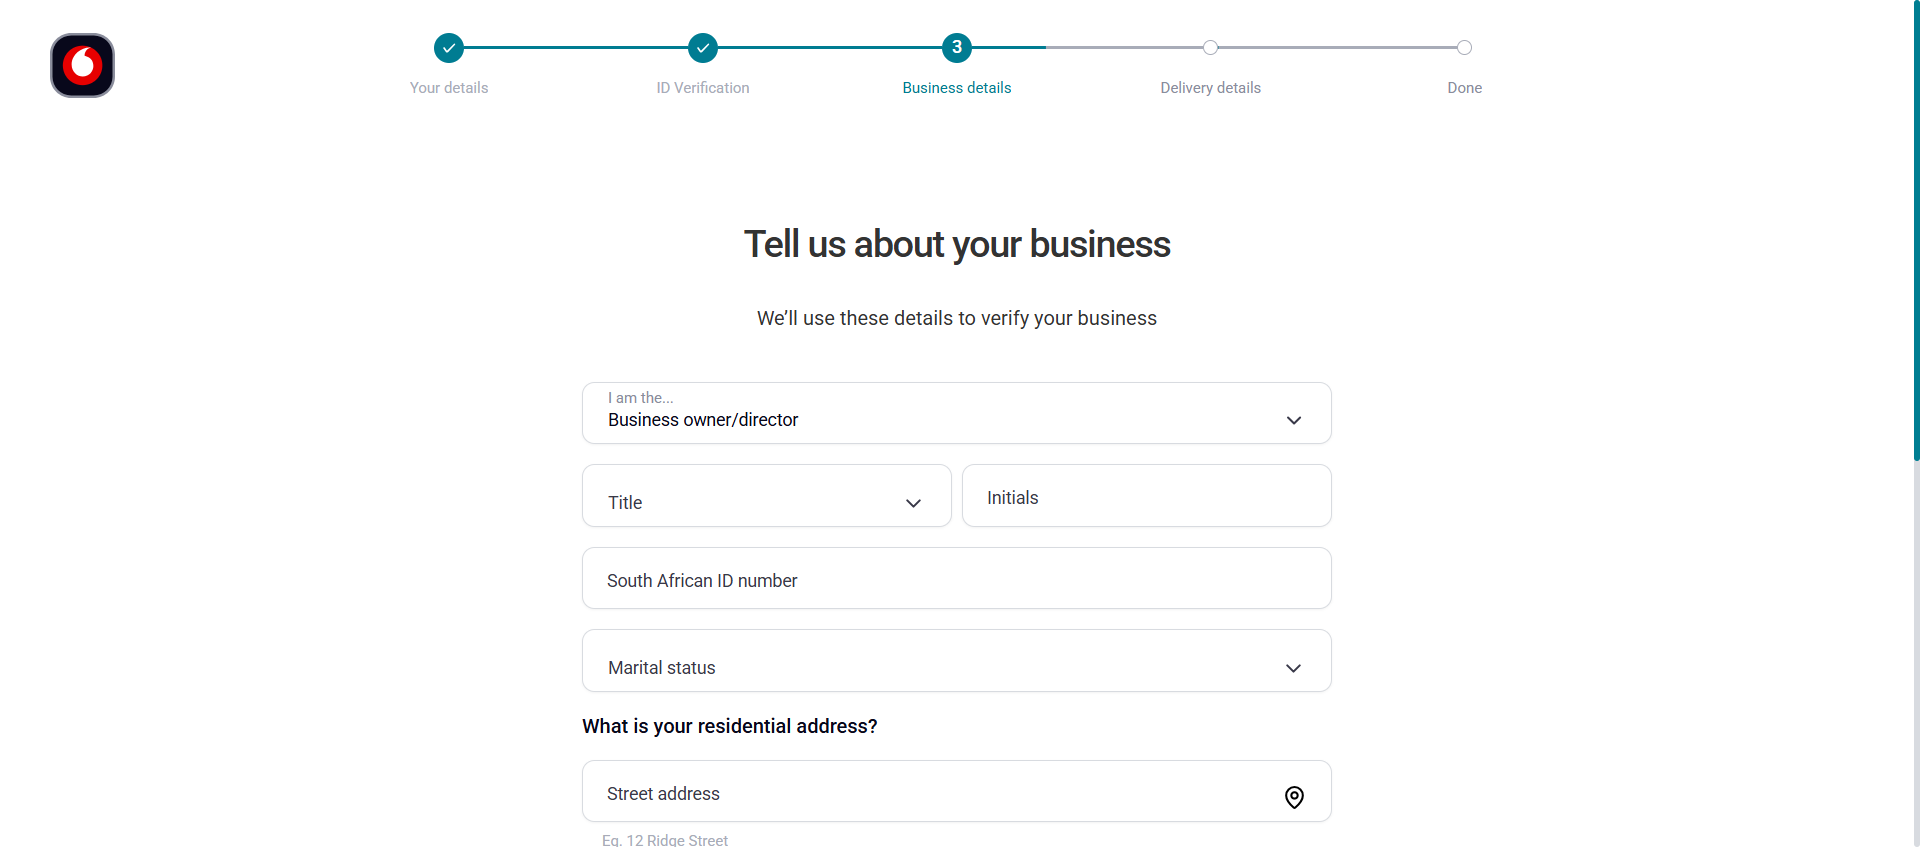 3
Your details
ID Verification
Business details
Delivery details
Done
Tell us about your business
We’ll use these details to verify your business
I am the...
Business owner/director
Title
Initials
South African ID number
Marital status
What is your residential address?
Street address
Eg. 12 Ridge Street